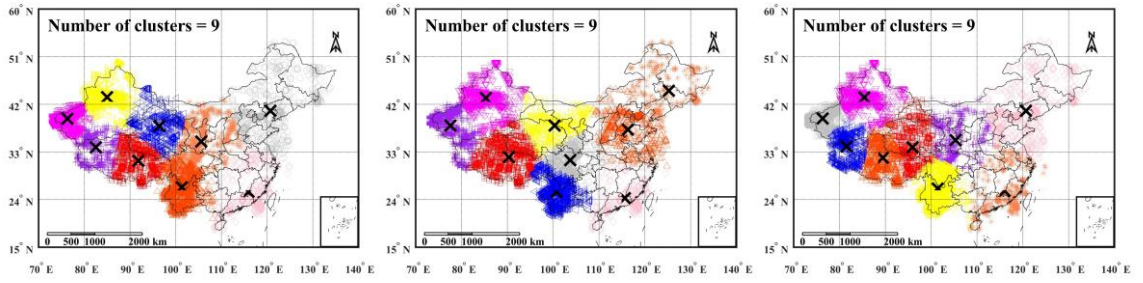 Number of clusters = 9
N
60° N
51° N
42° N
33° N
24° N
15° N
0 500 1000 2000 km
70° E 80° E 90° E 100° E 110° E 120° E 130° E 140° E
Number of clusters = 9
N
60° N
51° N
42° N
33° N
24° N
15° N
0 500 1000 2000 km
70° E 80° E 90° E 100° E 110° E 120° E 130° E 140° E
Number of clusters = 9
N
60° N
51° N
42° N
33° N
24° N
15° N
0 500 1000 2000 km
70° E 80° E 90° E 100° E 110° E 120° E 130° E 140° E